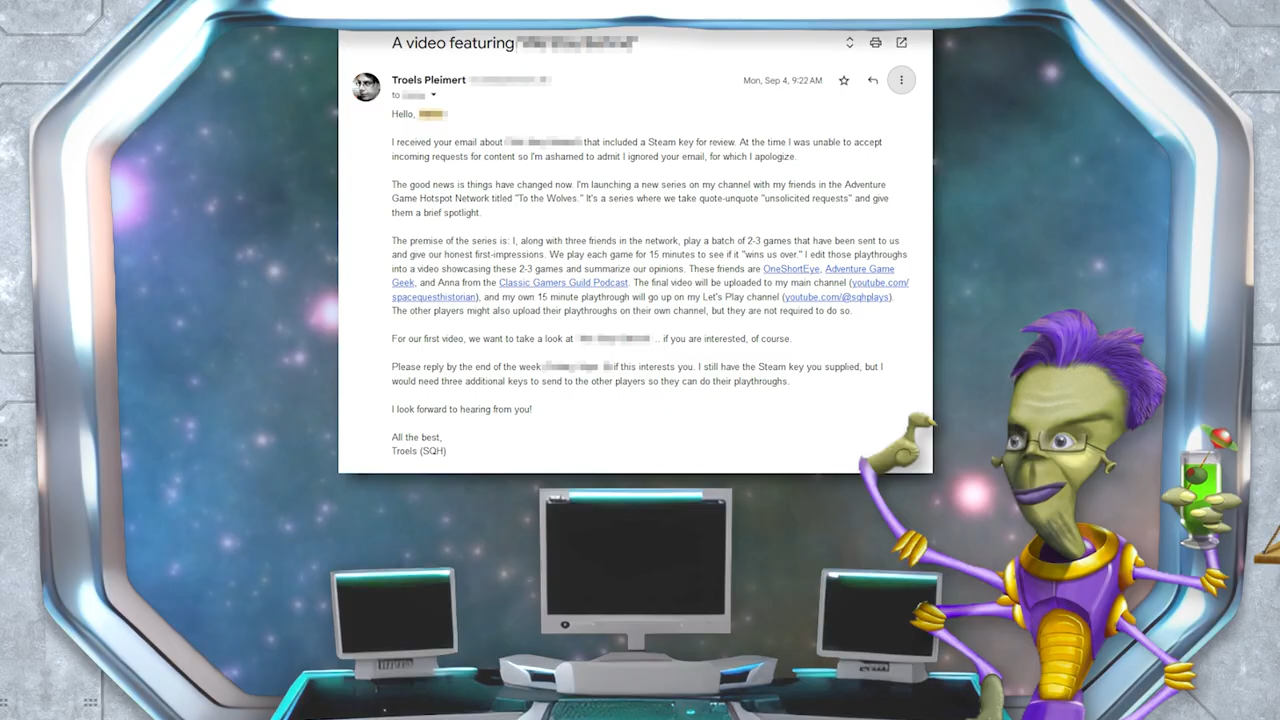 A video featuring
Troels Pleimert
Mon, Sep 4, 9:22 AM
to
Hello,
I received your email about that included a Steam key for review. At the time I was unable to accept
incoming requests for content so I'm ashamed to admit I ignored your email, for which I apologize.
The good news is things have changed now. I'm launching a new series on my channel with my friends in the Adventure
Game Hotspot Network titled "To the Wolves." It's a series where we take quote-unquote "unsolicited requests" and give
them a brief spotlight.
The premise of the series is: I, along with three friends in the network, play a batch of 2-3 games that have been sent to us
and give our honest first-impressions. We play each game for 15 minutes to see if it "wins us over." I edit those playthroughs
into a video showcasing these 2-3 games and summarize our opinions. These friends are OneShortEye, Adventure Game
Geek, and Anna from the Classic Gamers Guild Podcast. The final video will be uploaded to my main channel (youtube.com/
spacequesthistorian), and my own 15 minute playthrough will go up on my Let's Play channel (youtube.com/@sqhplays).
The other players might also upload their playthroughs on their own channel, but they are not required to do so.
For our first video, we want to take a look at .. if you are interested, of course.
Please reply by the end of the week if this interests you. I still have the Steam key you supplied, but I
would need three additional keys to send to the other players so they can do their playthroughs.
I look forward to hearing from you!
All the best,
Troels (SQH)